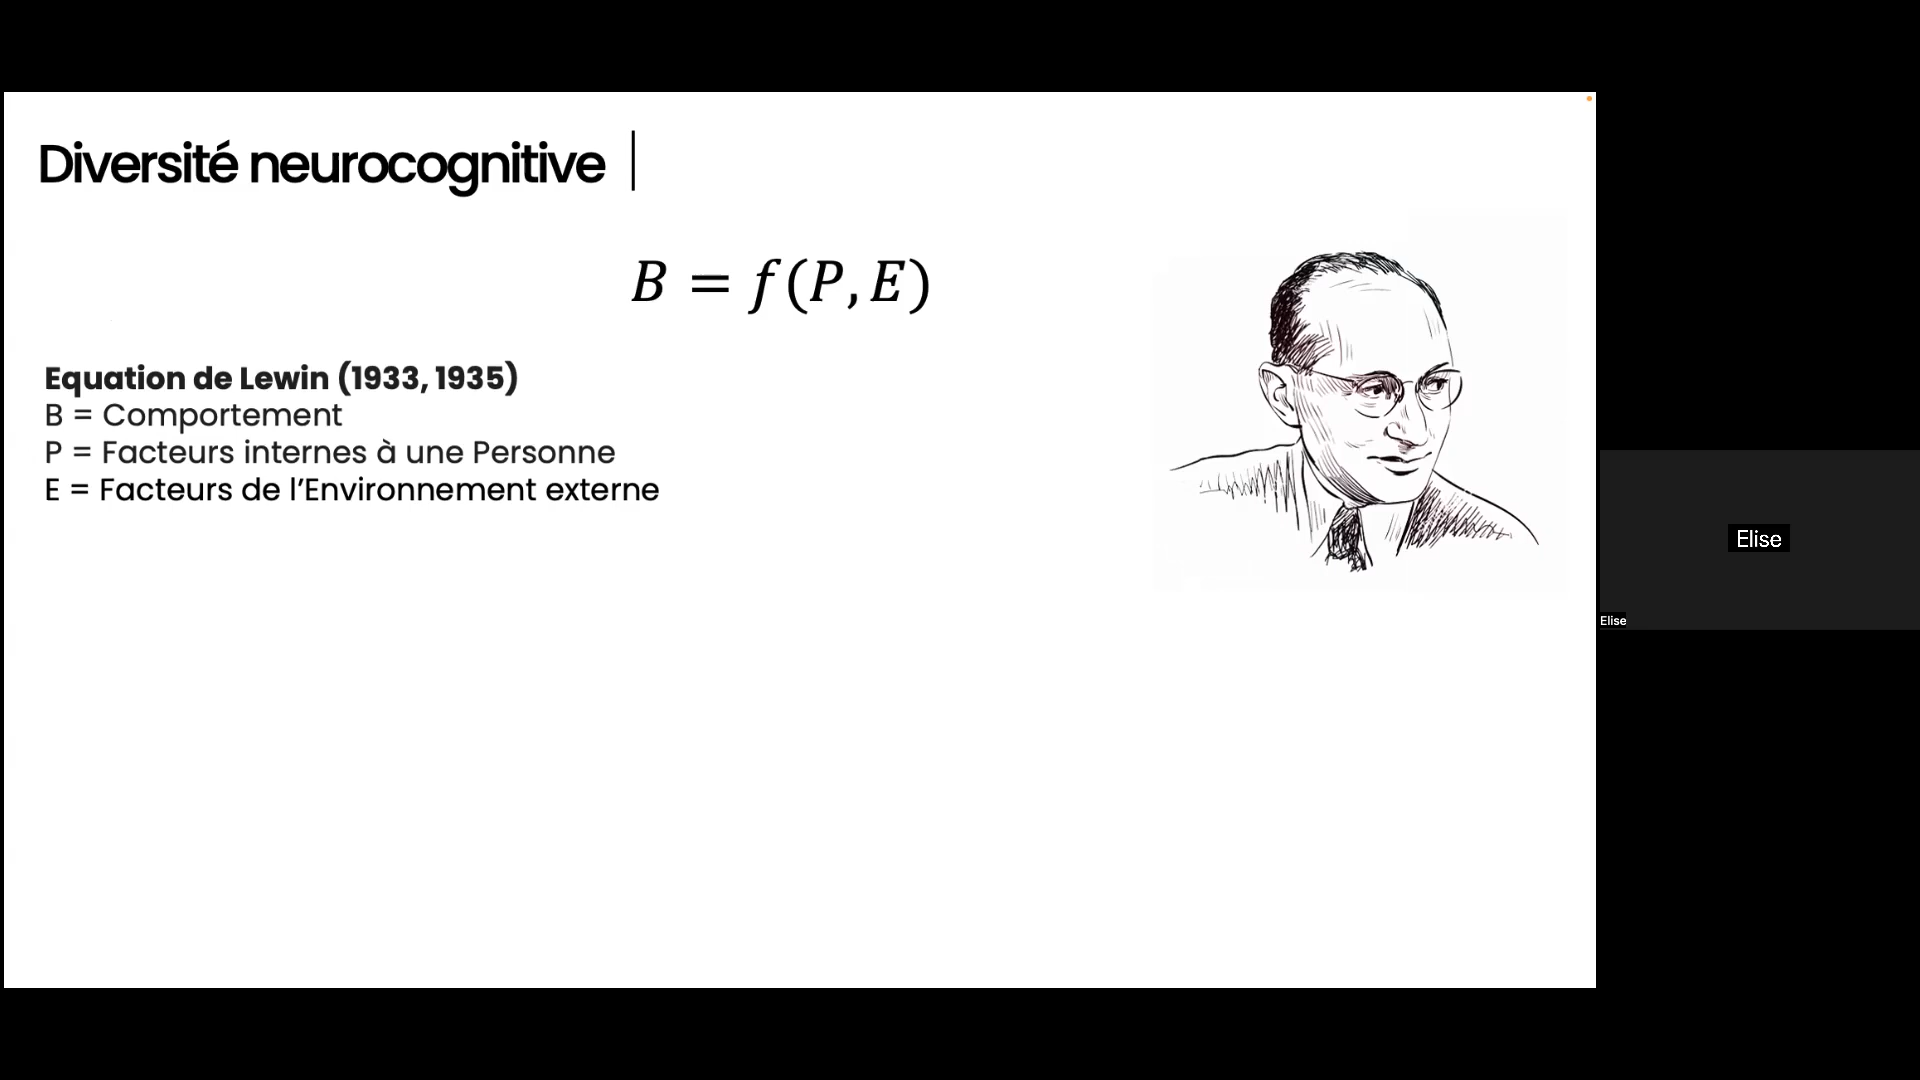 Diversité neurocognitive
B = f(P, E)
Equation de Lewin (1933, 1935)
B = Comportement
P = Facteurs internes à une Personne
E = Facteurs de l’Environnement externe
Elise
Elise